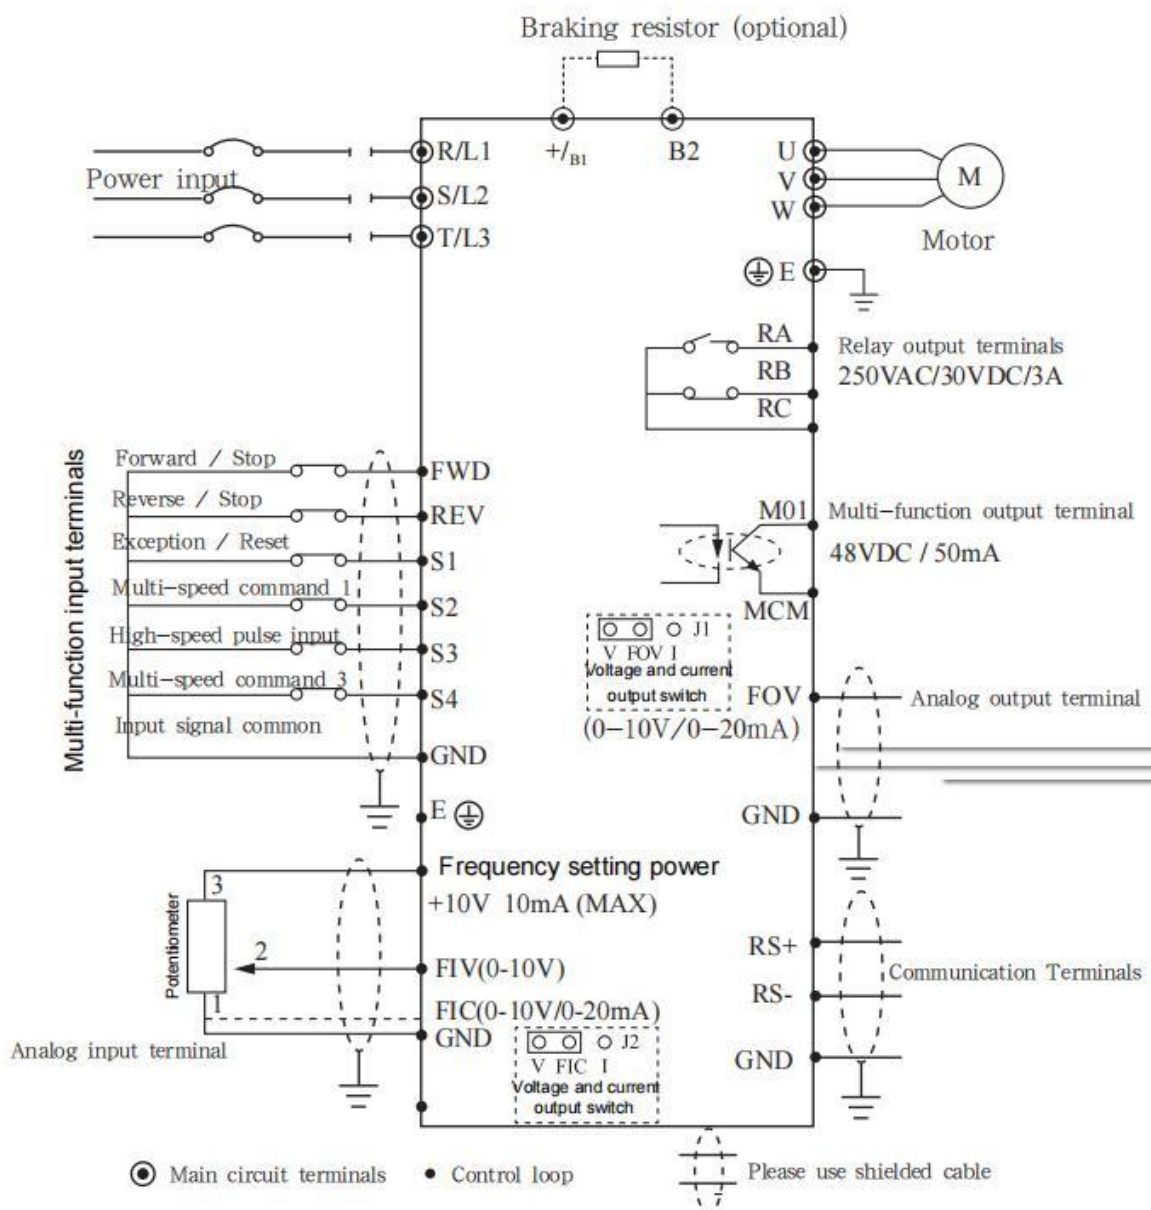 Braking resistor (optional)
+/B1
B2
Power input
R/L1
S/L2
T/L3
U
V
W
M
Motor
E
RA
RB
RC
Relay output terminals
250VAC/30VDC/3A
Multi-function input terminals
Forward / Stop
FWD
Reverse / Stop
REV
Exception / Reset
S1
Multi-speed command 1
S2
High-speed pulse input
S3
Multi-speed command 3
S4
Input signal common
GND
E
M01
Multi-function output terminal
48VDC / 50mA
MCM
J1
V FOV I
Voltage and current
output switch
(0-10V/0-20mA)
FOV
Analog output terminal
GND
Frequency setting power
+10V 10mA (MAX)
Potentiometer
3
2
1
FIV(0-10V)
FIC(0-10V/0-20mA)
GND
Analog input terminal
J2
V FIC I
Voltage and current
output switch
RS+
Communication Terminals
RS-
GND
Main circuit terminals
Control loop
Please use shielded cable